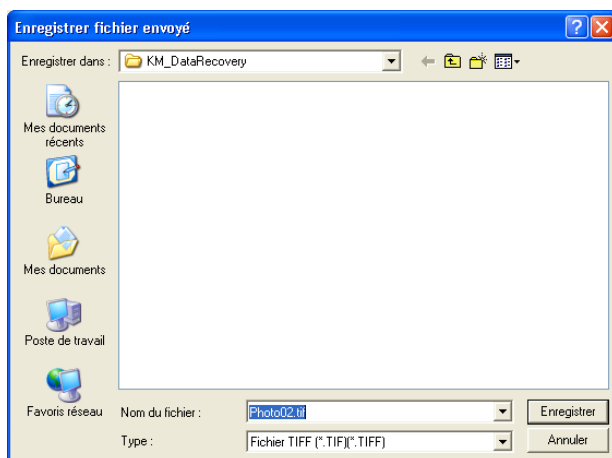 Enregistrer fichier envoyé
Enregistrer dans :
KM_DataRecovery
Mes documents
récents
Bureau
Mes documents
Poste de travail
Favoris réseau
Nom du fichier :
Photo02.tif
Enregistrer
Type :
Fichier TIFF (*.TIF)(*.TIFF)
Annuler